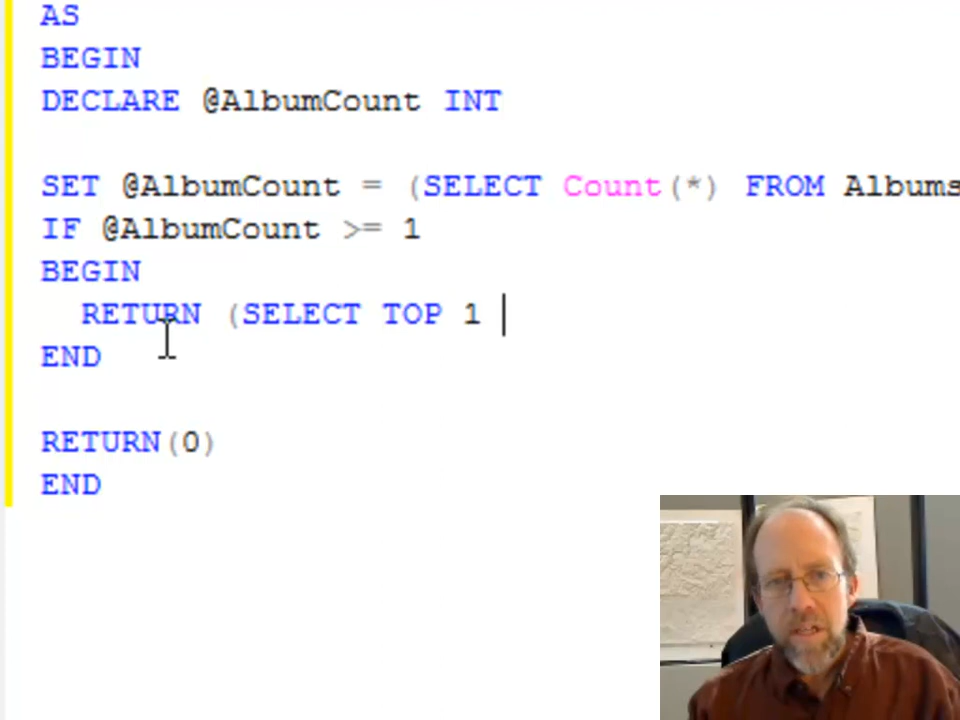 AS
BEGIN
DECLARE @AlbumCount INT
SET @AlbumCount = (SELECT Count(*) FROM Albums
IF @AlbumCount >= 1
BEGIN
RETURN (SELECT TOP 1
END
RETURN(0)
END